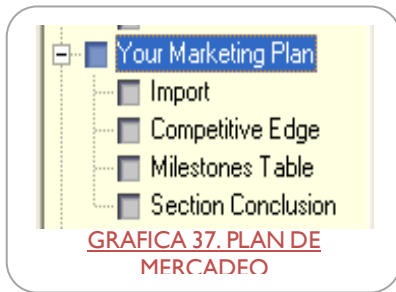 Your Marketing Plan
Import
Competitive Edge
Milestones Table
Section Conclusion
GRAFICA 37. PLAN DE
MERCADEO